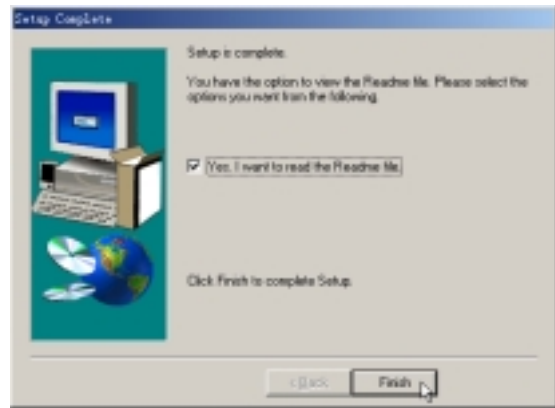 Setup Complete
Setup is complete.
You have the option to view the Readme file. Please select the
options you want from the following.
Yes, I want to read the Readme file.
Click Finish to complete Setup.
< Back
Finish